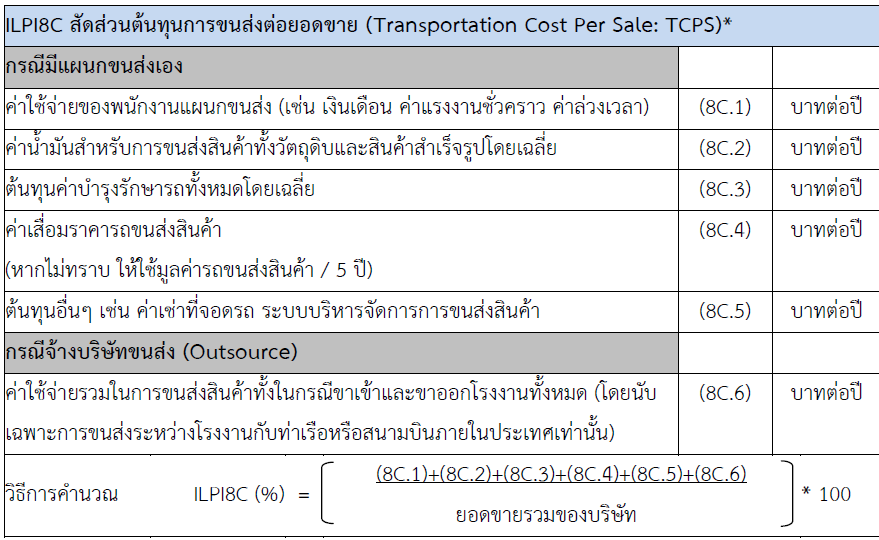 ILPI8C สัดส่วนต้นทุนการขนส่งต่อยอดขาย (Transportation Cost Per Sale: TCPS)*
กรณีมีแผนกขนส่งเอง
ค่าใช้จ่ายของพนักงานแผนกขนส่ง (เช่น เงินเดือน ค่าแรงงานชั่วคราว ค่าล่วงเวลา) (8C.1) บาทต่อปี
ค่าน้ำมันสำหรับการขนส่งสินค้าทั้งวัตถุดิบและสินค้าสำเร็จรูปโดยเฉลี่ย (8C.2) บาทต่อปี
ต้นทุนค่าบำรุงรักษารถทั้งหมดโดยเฉลี่ย (8C.3) บาทต่อปี
ค่าเสื่อมราคารถขนส่งสินค้า (8C.4) บาทต่อปี
(หากไม่ทราบ ให้ใช้มูลค่ารถขนส่งสินค้า / 5 ปี)
ต้นทุนอื่นๆ เช่น ค่าเช่าที่จอดรถ ระบบบริหารจัดการการขนส่งสินค้า (8C.5) บาทต่อปี
กรณีจ้างบริษัทขนส่ง (Outsource)
ค่าใช้จ่ายรวมในการขนส่งสินค้าทั้งในกรณีขาเข้าและขาออกโรงงานทั้งหมด (โดยนับ (8C.6) บาทต่อปี
เฉพาะการขนส่งระหว่างโรงงานกับท่าเรือหรือสนามบินภายในประเทศเท่านั้น)
(8C.1)+(8C.2)+(8C.3)+(8C.4)+(8C.5)+(8C.6)
วิธีการคำนวณ ILPI8C (%) = * 100
ยอดขายรวมของบริษัท